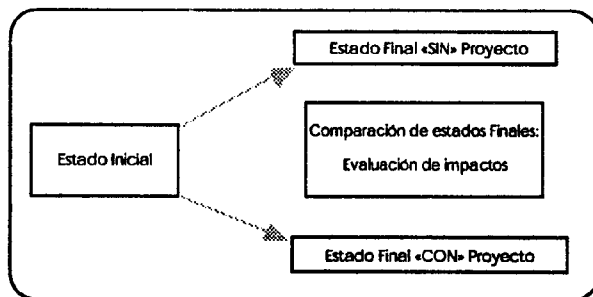 Estado Final «SIN» Proyecto
Estado Inicial
Comparación de estados Finales:
Evaluación de impactos
Estado Final «CON» Proyecto